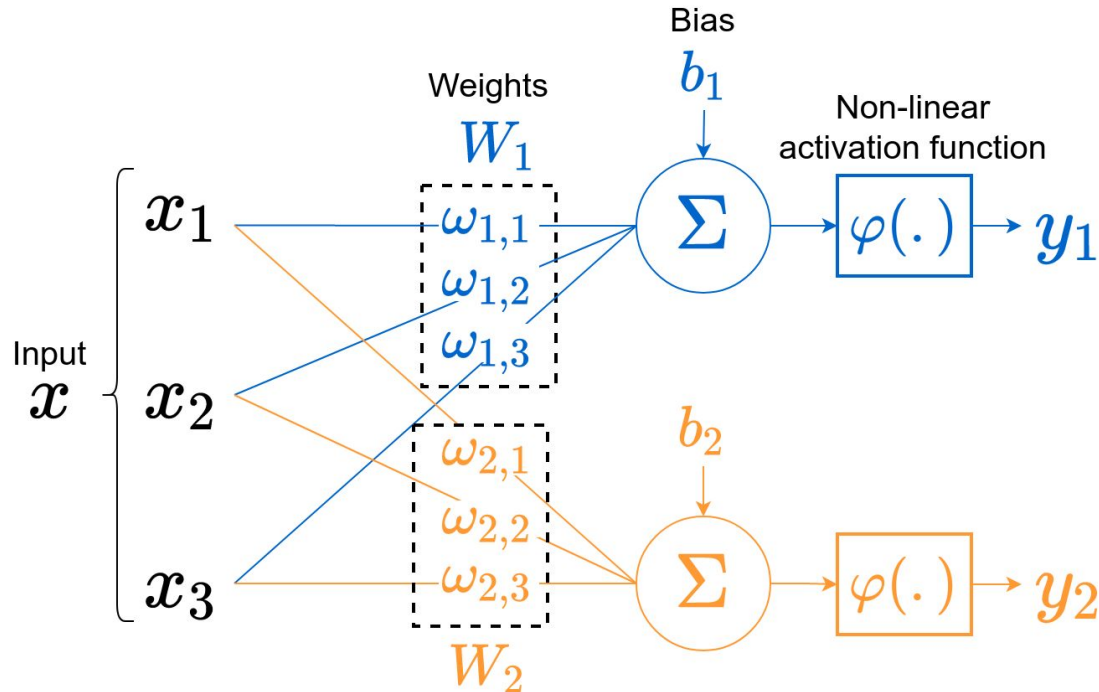 Bias
b₁
Weights
W₁
Non-linear
activation function
x₁
ω₁,₁
Σ
φ(.)
y₁
ω₁,₂
ω₁,₃
Input
x
x₂
b₂
ω₂,₁
ω₂,₂
x₃
ω₂,₃
Σ
φ(.)
y₂
W₂